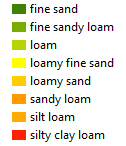 fine sand
fine sandy loam
loam
loamy fine sand
loamy sand
sandy loam
silt loam
silty clay loam